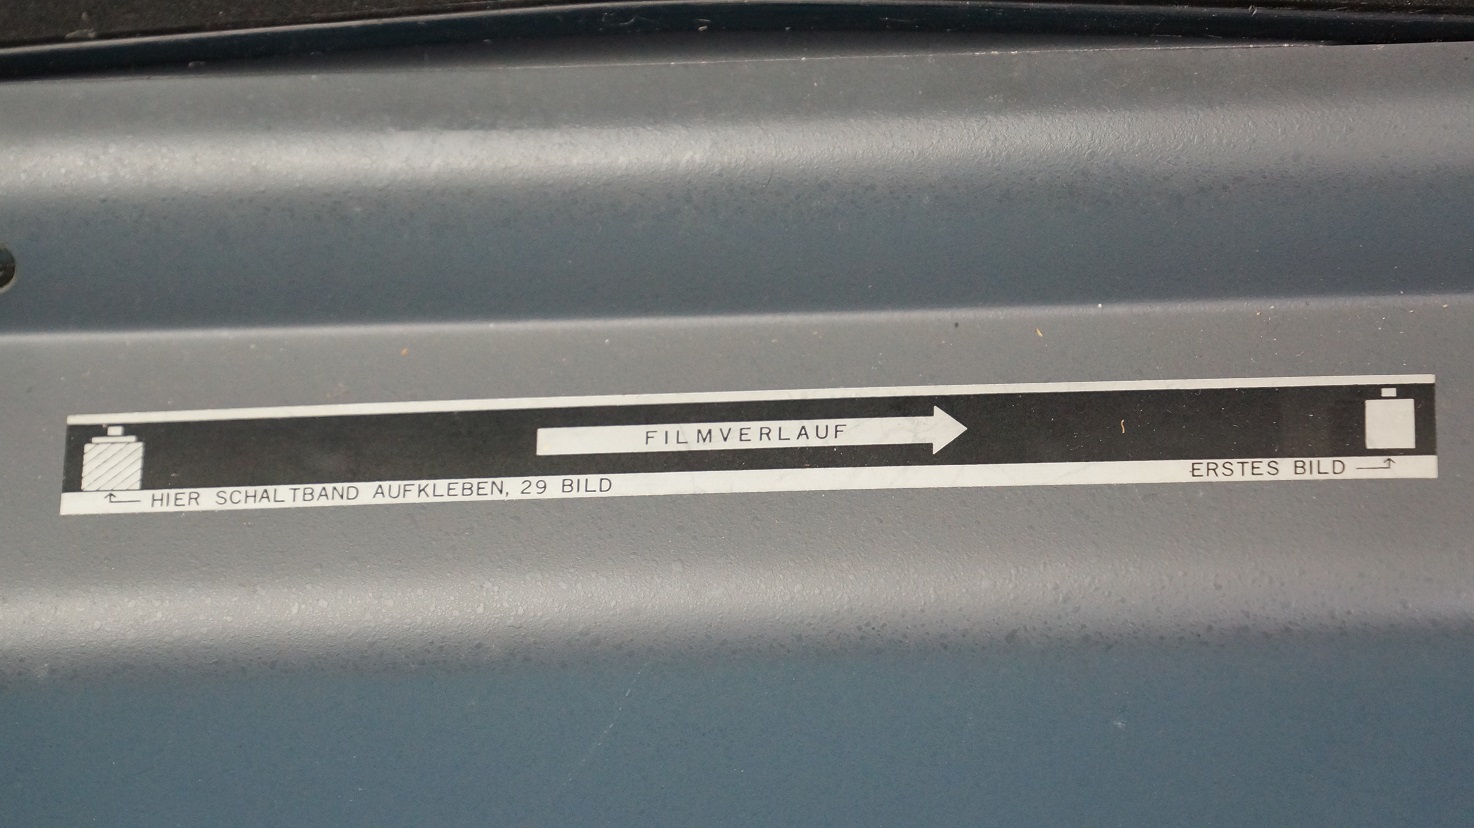 FILMVERLAUF
HIER SCHALTBAND AUFKLEBEN, 29 BILD
ERSTES BILD